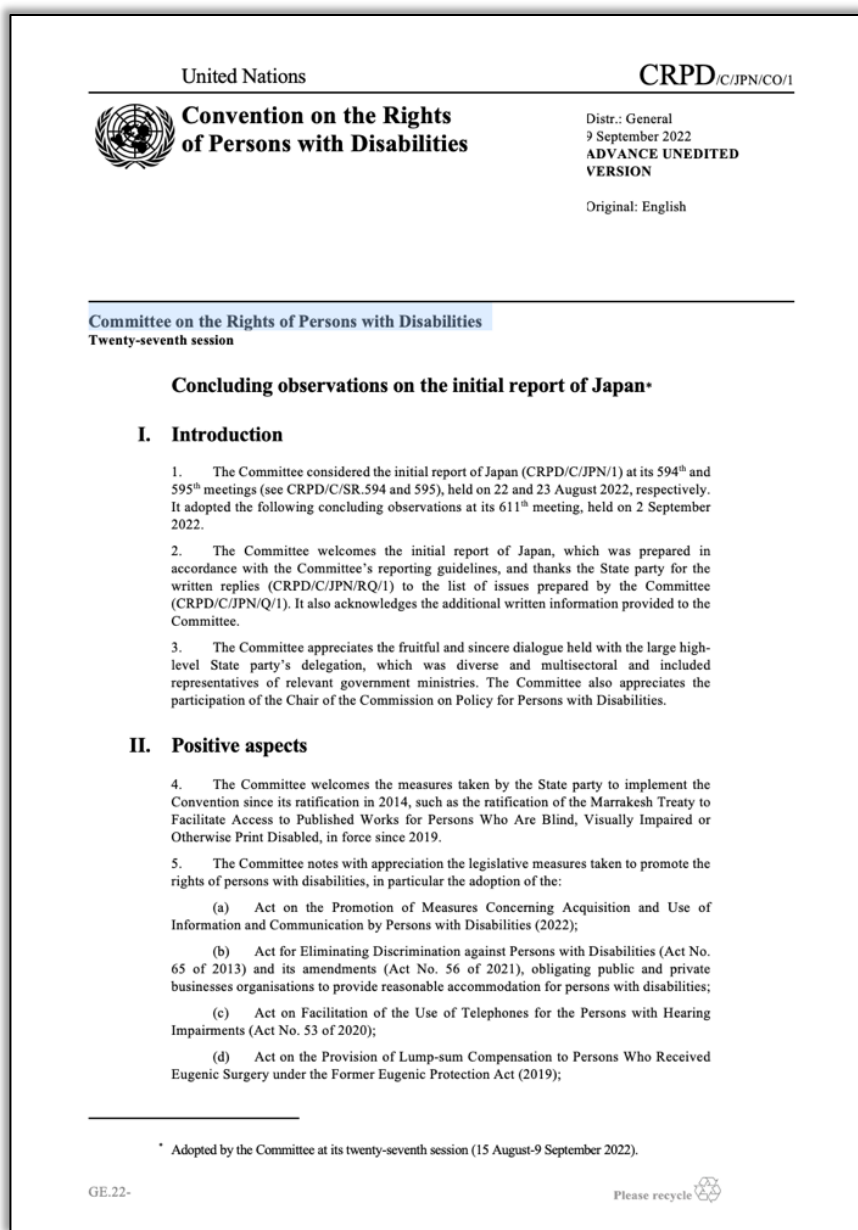 United Nations
CRPD/C/JPN/CO/1
Convention on the Rights
of Persons with Disabilities
Distr.: General
9 September 2022
ADVANCE UNEDITED
VERSION
Original: English
Committee on the Rights of Persons with Disabilities
Twenty-seventh session
Concluding observations on the initial report of Japan*
I. Introduction
1. The Committee considered the initial report of Japan (CRPD/C/JPN/1) at its 594th and
595th meetings (see CRPD/C/SR.594 and 595), held on 22 and 23 August 2022, respectively.
It adopted the following concluding observations at its 611th meeting, held on 2 September
2022.
2. The Committee welcomes the initial report of Japan, which was prepared in
accordance with the Committee's reporting guidelines, and thanks the State party for the
written replies (CRPD/C/JPN/RQ/1) to the list of issues prepared by the Committee
(CRPD/C/JPN/Q/1). It also acknowledges the additional written information provided to the
Committee.
3. The Committee appreciates the fruitful and sincere dialogue held with the large high-
level State party's delegation, which was diverse and multisectoral and included
representatives of relevant government ministries. The Committee also appreciates the
participation of the Chair of the Commission on Policy for Persons with Disabilities.
II. Positive aspects
4. The Committee welcomes the measures taken by the State party to implement the
Convention since its ratification in 2014, such as the ratification of the Marrakesh Treaty to
Facilitate Access to Published Works for Persons Who Are Blind, Visually Impaired or
Otherwise Print Disabled, in force since 2019.
5. The Committee notes with appreciation the legislative measures taken to promote the
rights of persons with disabilities, in particular the adoption of the:
(a) Act on the Promotion of Measures Concerning Acquisition and Use of
Information and Communication by Persons with Disabilities (2022);
(b) Act for Eliminating Discrimination against Persons with Disabilities (Act No.
65 of 2013) and its amendments (Act No. 56 of 2021), obligating public and private
businesses organisations to provide reasonable accommodation for persons with disabilities;
(c) Act on Facilitation of the Use of Telephones for the Persons with Hearing
Impairments (Act No. 53 of 2020);
(d) Act on the Provision of Lump-sum Compensation to Persons Who Received
Eugenic Surgery under the Former Eugenic Protection Act (2019);
* Adopted by the Committee at its twenty-seventh session (15 August-9 September 2022).
GE.22-
Please recycle